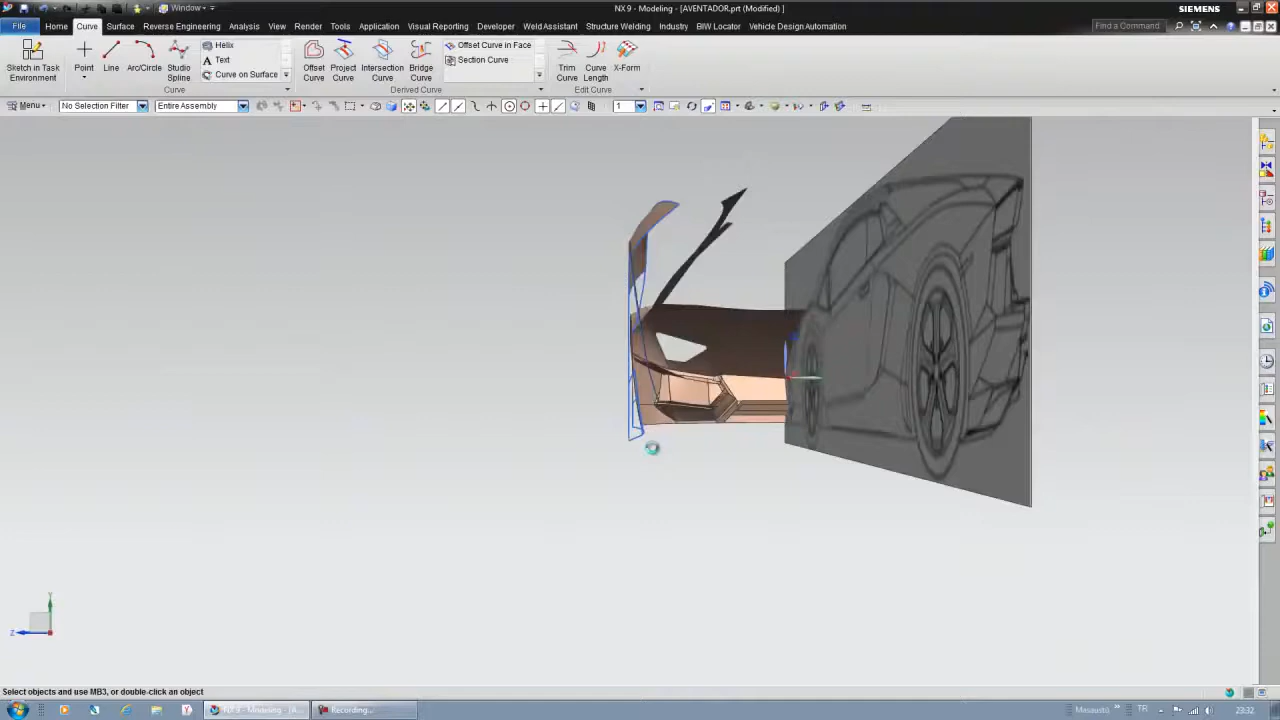 Window
NX 9 - Modeling - [AVENTADOR.prt (Modified) ]
SIEMENS
File Home Curve Surface Reverse Engineering Analysis View Render Tools Application Visual Reporting Developer Weld Assistant Structure Welding Industry BIW Locator Vehicle Design Automation
Find a Command
Sketch in Task Environment
Point
Line
Arc/Circle
Studio Spline
Helix
Text
Curve on Surface
Offset Curve
Project Curve
Intersection Curve
Bridge Curve
Offset Curve in Face
Section Curve
Trim Curve
Curve Length
X-Form
Curve
Derived Curve
Edit Curve
Menu
No Selection Filter
Entire Assembly
1
Y
Z
Select objects and use MB3, or double-click an object
NX 9 - Modeling - [A...
Recording...
Masaüstü
TR
23:32